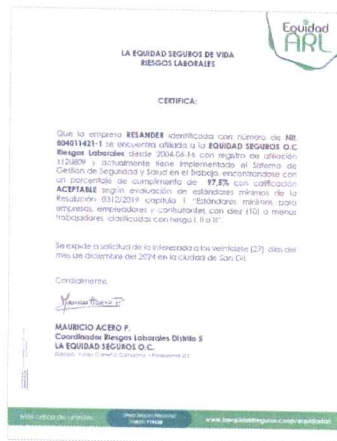 Equidad
ARL
LA EQUIDAD SEGUROS DE VIDA
RIESGOS LABORALES
CERTIFICA:
Que la empresa RESANDER identificada con número de Nit.
804011421-1 se encuentra afiliada a la EQUIDAD SEGUROS O.C
Riesgos Laborales desde 2004-06-16 con registro de afiliación
1120809 y actualmente tiene implementado el Sistema de
Gestión de Seguridad y Salud en el Trabajo, encontrándose con
un porcentaje de cumplimiento de 97,5% con calificación
ACEPTABLE según evaluación de estándares mínimos de la
Resolución 0312/2019 capítulo I "Estándares mínimos para
empresas, empleadores y contratantes con diez (10) o menos
trabajadores clasificadas con riesgo I, II o III".
Se expide a solicitud de la interesada a los veintisiete (27) días del
mes de diciembre del 2024 en la ciudad de San Gil.
Cordialmente,
MAURICIO ACERO P.
Coordinador Riesgos Laborales Distrito 5
LA EQUIDAD SEGUROS O.C.
www.laequidadseguros.coop/equidadarl